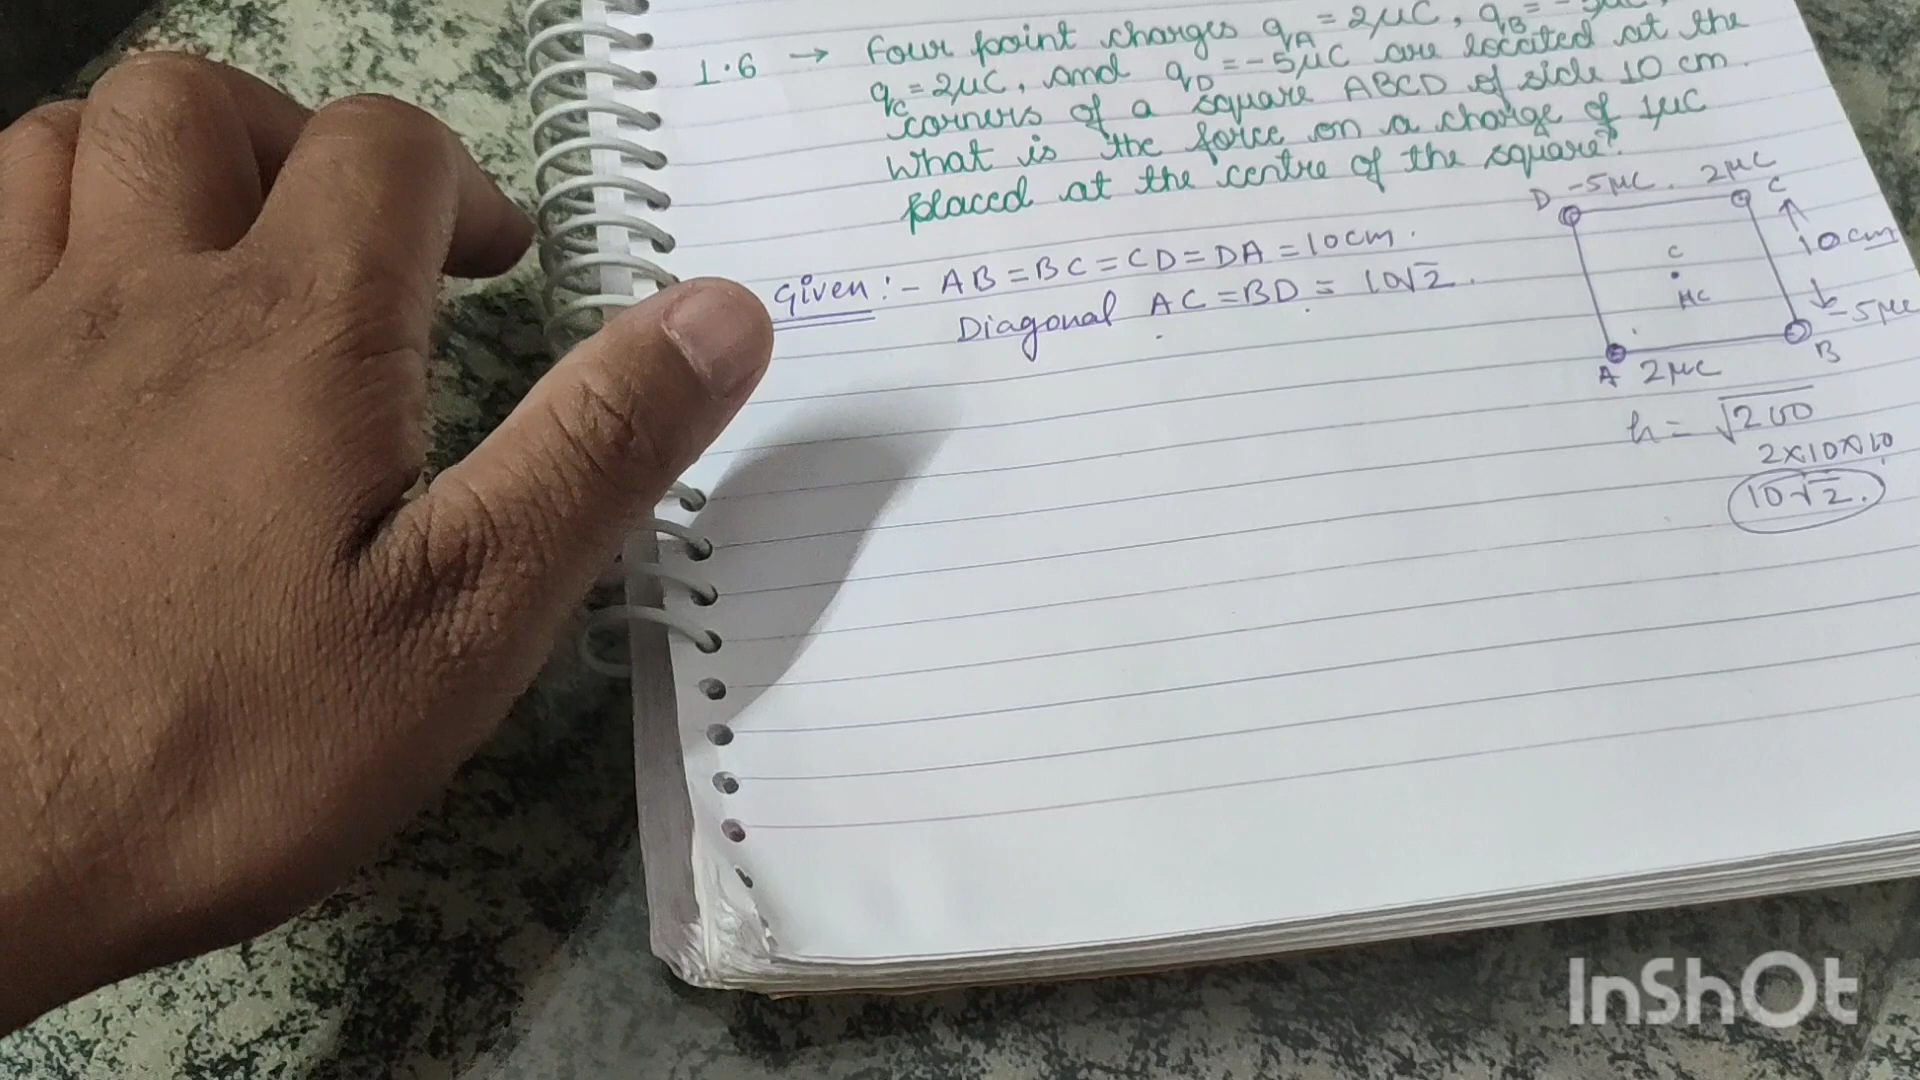 1.6 → Four point charges qA = 2μC, qB = -5μC,
qC = 2μC, and qD = -5μC are located at the
corners of a square ABCD of side 10 cm.
What is the force on a charge of 1μC
placed at the centre of the square?
Given :- AB = BC = CD = DA = 10cm.
Diagonal AC = BD = 10√2.
D -5μC. 2μC C
10cm
C
μC
-5μC
B
A 2μC
h = √200
2×10×10
10√2.
InShOt